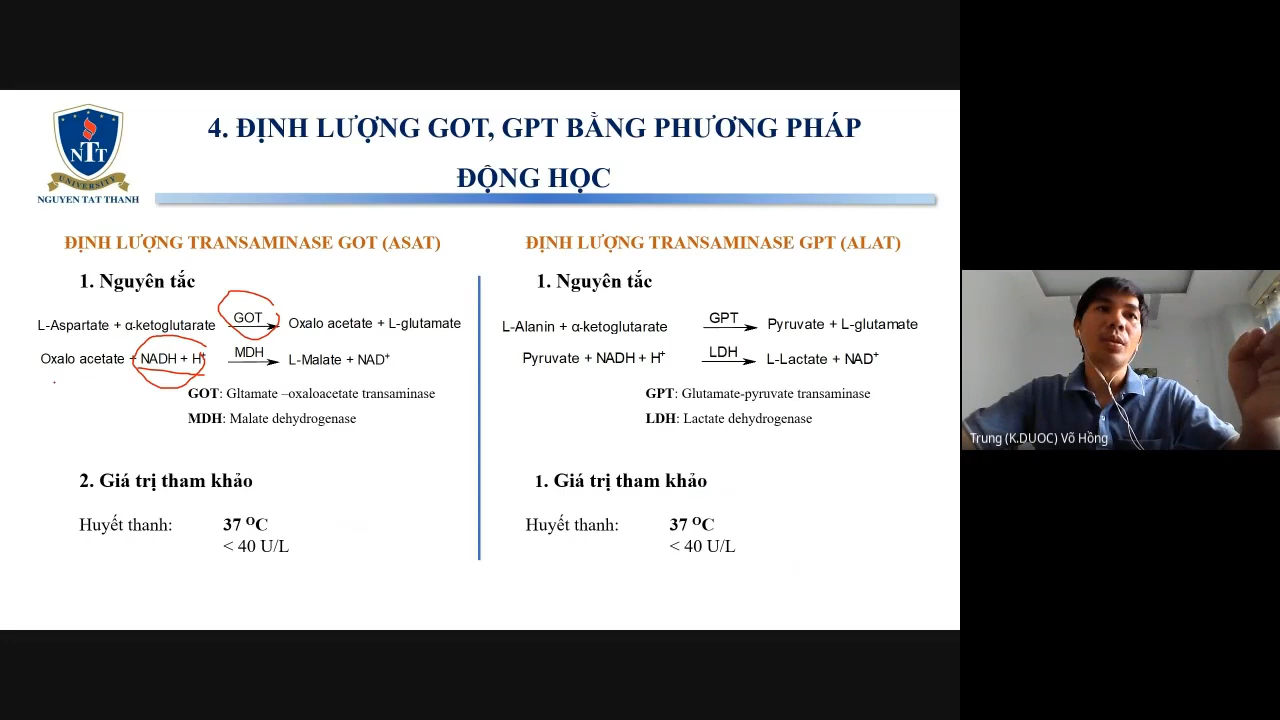 4. ĐỊNH LƯỢNG GOT, GPT BẰNG PHƯƠNG PHÁP
ĐỘNG HỌC
NTT
UNIVERSITY
NGUYEN TAT THANH
ĐỊNH LƯỢNG TRANSAMINASE GOT (ASAT)
1. Nguyên tắc
GOT
L-Aspartate + α-ketoglutarate
Oxalo acetate + L-glutamate
MDH
Oxalo acetate + NADH + H⁺
L-Malate + NAD⁺
GOT: Gltamate –oxaloacetate transaminase
MDH: Malate dehydrogenase
2. Giá trị tham khảo
Huyết thanh: 37 ᴼC
< 40 U/L
ĐỊNH LƯỢNG TRANSAMINASE GPT (ALAT)
1. Nguyên tắc
GPT
L-Alanin + α-ketoglutarate
Pyruvate + L-glutamate
LDH
Pyruvate + NADH + H⁺
L-Lactate + NAD⁺
GPT: Glutamate-pyruvate transaminase
LDH: Lactate dehydrogenase
1. Giá trị tham khảo
Huyết thanh: 37 ᴼC
< 40 U/L
Trung (K.DUOC) Võ Hồng